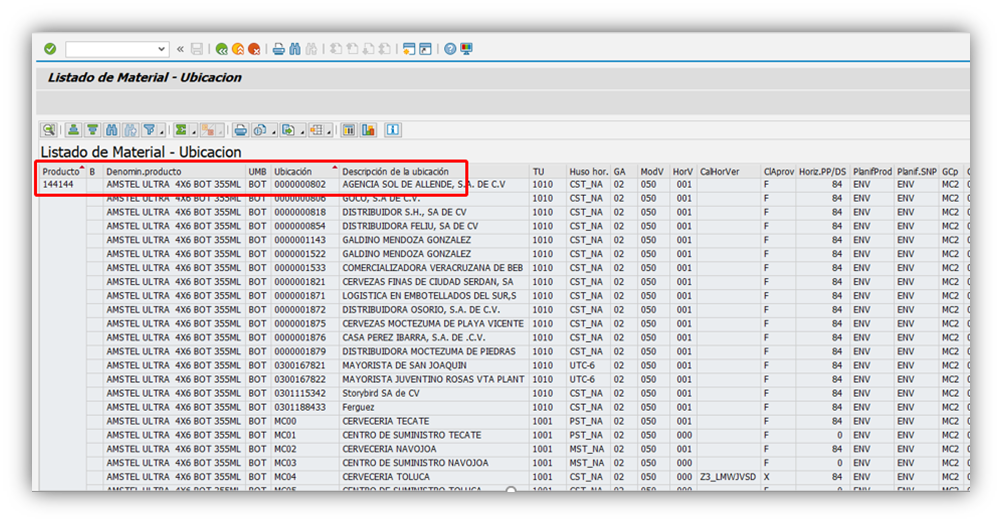 Listado de Material - Ubicacion
Listado de Material - Ubicacion
Producto B Denomin.producto UMB Ubicación Descripción de la ubicación TU Huso hor. GA ModV HorV CalHorVer ClAprov Horiz.PP/DS PlanifProd Planif.SNP GCp
144144 AMSTEL ULTRA 4X6 BOT 355ML BOT 0000000802 AGENCIA SOL DE ALLENDE, S.A. DE C.V 1010 CST_NA 02 050 001 F 84 ENV ENV MC2
AMSTEL ULTRA 4X6 BOT 355ML BOT 0000000806 GOCO, S.A DE C.V. 1010 CST_NA 02 050 001 F 84 ENV ENV MC2
AMSTEL ULTRA 4X6 BOT 355ML BOT 0000000818 DISTRIBUIDOR S.H., SA DE CV 1010 CST_NA 02 050 001 F 84 ENV ENV MC2
AMSTEL ULTRA 4X6 BOT 355ML BOT 0000000854 DISTRIBUIDORA FELIU, SA DE CV 1010 CST_NA 02 050 001 F 84 ENV ENV MC2
AMSTEL ULTRA 4X6 BOT 355ML BOT 0000001143 GALDINO MENDOZA GONZALEZ 1010 CST_NA 02 050 001 F 84 ENV ENV MC2
AMSTEL ULTRA 4X6 BOT 355ML BOT 0000001522 GALDINO MENDOZA GONZALEZ 1010 CST_NA 02 050 001 F 84 ENV ENV MC2
AMSTEL ULTRA 4X6 BOT 355ML BOT 0000001533 COMERCIALIZADORA VERACRUZANA DE BEB 1010 CST_NA 02 050 001 F 84 ENV ENV MC2
AMSTEL ULTRA 4X6 BOT 355ML BOT 0000001821 CERVEZAS FINAS DE CIUDAD SERDAN, SA 1010 CST_NA 02 050 001 F 84 ENV ENV MC2
AMSTEL ULTRA 4X6 BOT 355ML BOT 0000001871 LOGISTICA EN EMBOTELLADOS DEL SUR,S 1010 CST_NA 02 050 001 F 84 ENV ENV MC2
AMSTEL ULTRA 4X6 BOT 355ML BOT 0000001872 DISTRIBUIDORA OSORIO, S.A. DE C.V. 1010 CST_NA 02 050 001 F 84 ENV ENV MC2
AMSTEL ULTRA 4X6 BOT 355ML BOT 0000001875 CERVEZAS MOCTEZUMA DE PLAYA VICENTE 1010 CST_NA 02 050 001 F 84 ENV ENV MC2
AMSTEL ULTRA 4X6 BOT 355ML BOT 0000001876 CASA PEREZ IBARRA, S.A. DE .C.V. 1010 CST_NA 02 050 001 F 84 ENV ENV MC2
AMSTEL ULTRA 4X6 BOT 355ML BOT 0000001879 DISTRIBUIDORA MOCTEZUMA DE PIEDRAS 1010 CST_NA 02 050 001 F 84 ENV ENV MC2
AMSTEL ULTRA 4X6 BOT 355ML BOT 0300167821 MAYORISTA DE SAN JOAQUIN 1010 UTC-6 02 050 001 F 84 ENV ENV MC2
AMSTEL ULTRA 4X6 BOT 355ML BOT 0300167822 MAYORISTA JUVENTINO ROSAS VTA PLANT 1010 UTC-6 02 050 001 F 84 ENV ENV MC2
AMSTEL ULTRA 4X6 BOT 355ML BOT 0301115342 Storybird SA de CV 1010 CST_NA 02 050 001 F 84 ENV ENV MC2
AMSTEL ULTRA 4X6 BOT 355ML BOT 0301188433 Ferguez 1010 CST_NA 02 050 001 F 84 ENV ENV MC2
AMSTEL ULTRA 4X6 BOT 355ML BOT MC00 CERVECERIA TECATE 1001 PST_NA 02 050 001 F 84 ENV ENV MC2
AMSTEL ULTRA 4X6 BOT 355ML BOT MC01 CENTRO DE SUMINISTRO TECATE 1001 PST_NA 02 050 000 F 0 ENV ENV MC2
AMSTEL ULTRA 4X6 BOT 355ML BOT MC02 CERVECERIA NAVOJOA 1001 MST_NA 02 050 001 F 84 ENV ENV MC2
AMSTEL ULTRA 4X6 BOT 355ML BOT MC03 CENTRO DE SUMINISTRO NAVOJOA 1001 MST_NA 02 050 000 F 0 ENV ENV MC2
AMSTEL ULTRA 4X6 BOT 355ML BOT MC04 CERVECERIA TOLUCA 1001 CST_NA 02 050 000 Z3_LMWJVSD X 84 ENV ENV MC2